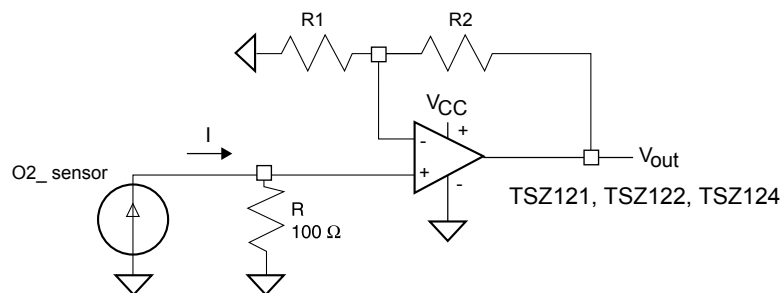 R1
R2
VCC
+
-
I
O2_ sensor
+
-
Vout
R
100 Ω
TSZ121, TSZ122, TSZ124